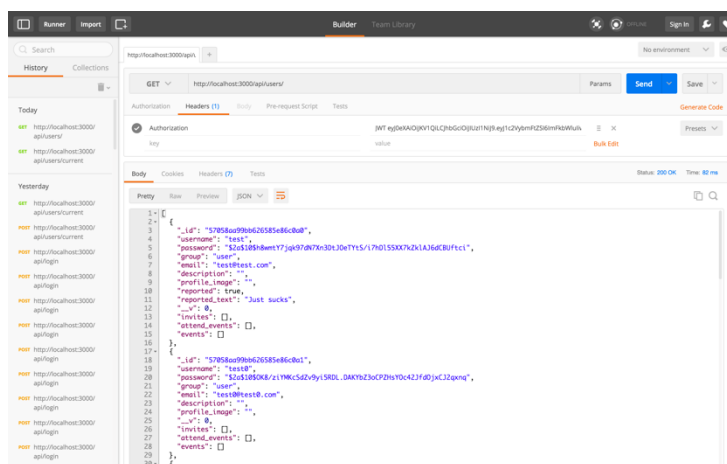 Runner Import Builder Team Library OFFLINE Sign In
Search
http://localhost:3000/api/u
No environment
History Collections
GET http://localhost:3000/api/users/ Params Send Save
Authorization Headers (1) Body Pre-request Script Tests Generate Code
Today
GET http://localhost:3000/
api/users/
GET http://localhost:3000/
api/users/current
Yesterday
GET http://localhost:3000/
api/users/current
POST http://localhost:3000/
api/users/current
POST http://localhost:3000/
api/login
POST http://localhost:3000/
api/login
POST http://localhost:3000/
api/login
POST http://localhost:3000/
api/login
POST http://localhost:3000/
api/login
POST http://localhost:3000/
api/login
POST http://localhost:3000/
api/login
Authorization JWT Presets
key value Bulk Edit
Body Cookies Headers (7) Tests Status: 200 OK Time: 82 ms
Pretty Raw Preview JSON
1 [
2 {
3 "_id": "57058aa99bb626585e86c0a0",
4 "username": "test",
5 "password":
6 "group": "user",
7 "email": "test@test.com",
8 "description": "",
9 "profile_image": "",
10 "reported": true,
11 "reported_text": "Just sucks",
12 "__v": 0,
13 "invites": [],
14 "attend_events": [],
15 "events": []
16 },
17 {
18 "_id": "57058aa99bb626585e86c0a1",
19 "username": "test0",
20 "password":
21 "group": "user",
22 "email": "test0@test0.com",
23 "description": "",
24 "profile_image": "",
25 "__v": 0,
26 "invites": [],
27 "attend_events": [],
28 "events": []
29 },
30 {